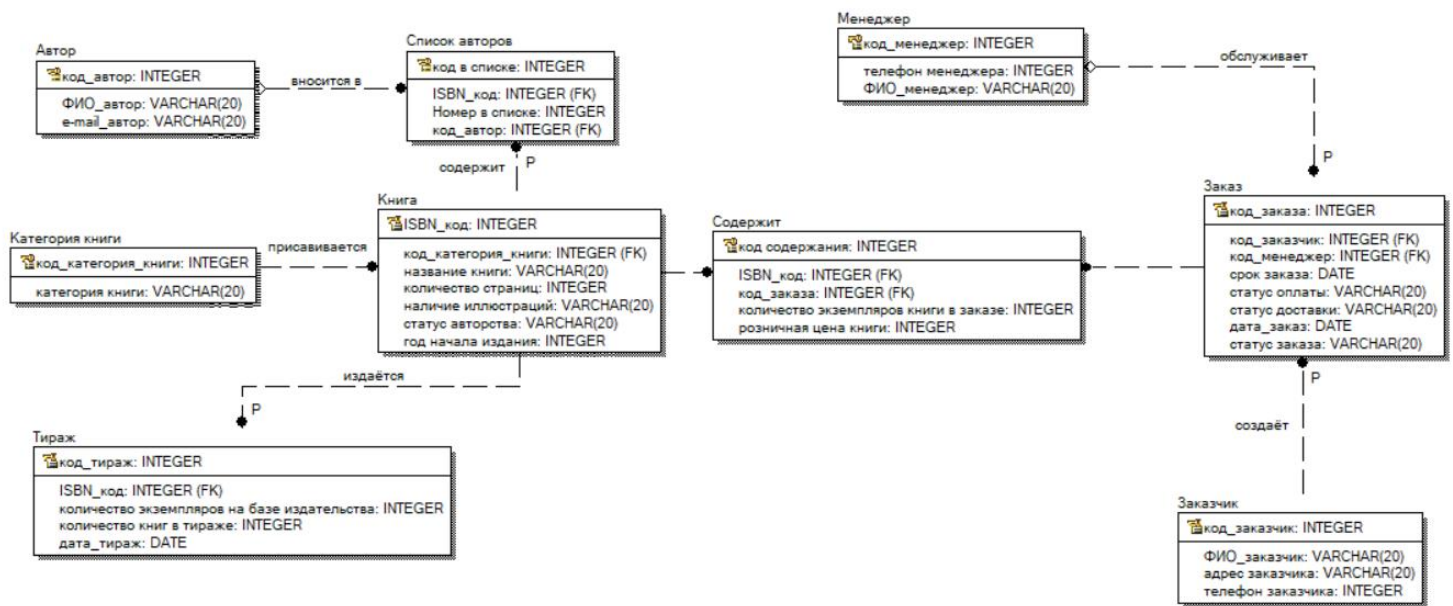 Автор
код_автор: INTEGER
ФИО_автор: VARCHAR(20)
e-mail_автор: VARCHAR(20)
вносится в
Список авторов
код в списке: INTEGER
ISBN_код: INTEGER (FK)
Номер в списке: INTEGER
код_автор: INTEGER (FK)
содержит
P
Менеджер
код_менеджер: INTEGER
телефон менеджера: INTEGER
ФИО_менеджер: VARCHAR(20)
обслуживает
P
Категория книги
код_категория_книги: INTEGER
категория книги: VARCHAR(20)
присавивается
Книга
ISBN_код: INTEGER
код_категория_книги: INTEGER (FK)
название книги: VARCHAR(20)
количество страниц: INTEGER
наличие иллюстраций: VARCHAR(20)
статус авторства: VARCHAR(20)
год начала издания: INTEGER
Содержит
код содержания: INTEGER
ISBN_код: INTEGER (FK)
код_заказа: INTEGER (FK)
количество экземпляров книги в заказе: INTEGER
розничная цена книги: INTEGER
Заказ
код_заказа: INTEGER
код_заказчик: INTEGER (FK)
код_менеджер: INTEGER (FK)
срок заказа: DATE
статус оплаты: VARCHAR(20)
статус доставки: VARCHAR(20)
дата_заказ: DATE
статус заказа: VARCHAR(20)
издаётся
P
Тираж
код_тираж: INTEGER
ISBN_код: INTEGER (FK)
количество экземпляров на базе издательства: INTEGER
количество книг в тираже: INTEGER
дата_тираж: DATE
P
создаёт
Заказчик
код_заказчик: INTEGER
ФИО_заказчик: VARCHAR(20)
адрес заказчика: VARCHAR(20)
телефон заказчика: INTEGER